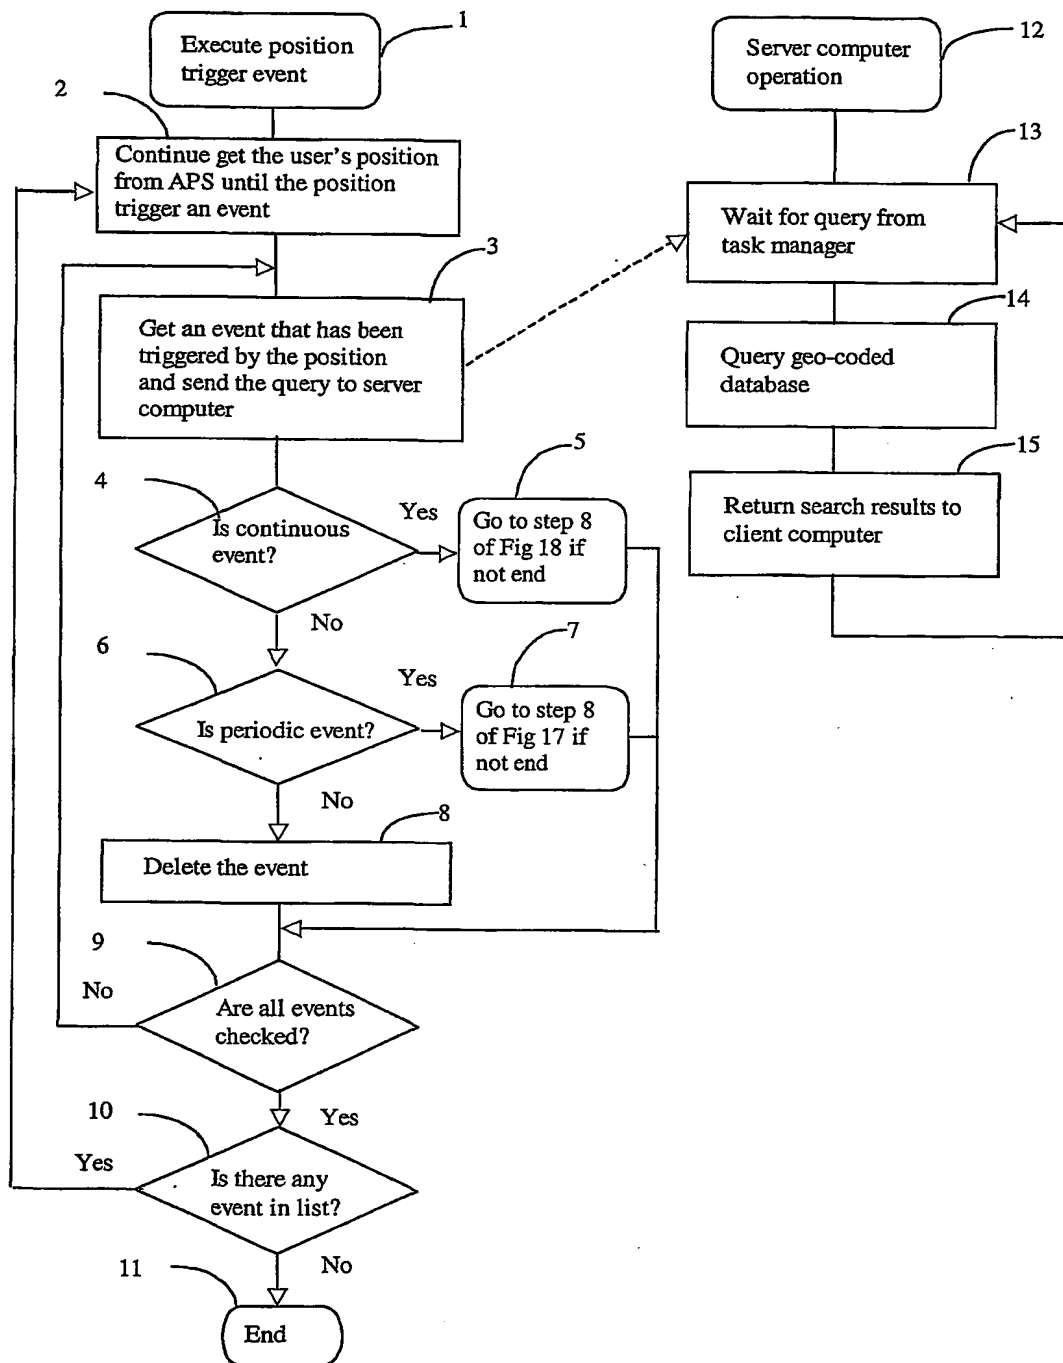 1
Execute position
trigger event
2
Continue get the user's position
from APS until the position
trigger an event
3
Get an event that has been
triggered by the position
and send the query to server
computer
4
Is continuous
event?
Yes
5
Go to step 8
of Fig 18 if
not end
No
6
Is periodic event?
Yes
7
Go to step 8
of Fig 17 if
not end
No
8
Delete the event
9
No
Are all events
checked?
Yes
10
Yes
Is there any
event in list?
No
11
End
12
Server computer
operation
13
Wait for query from
task manager
14
Query geo-coded
database
15
Return search results to
client computer